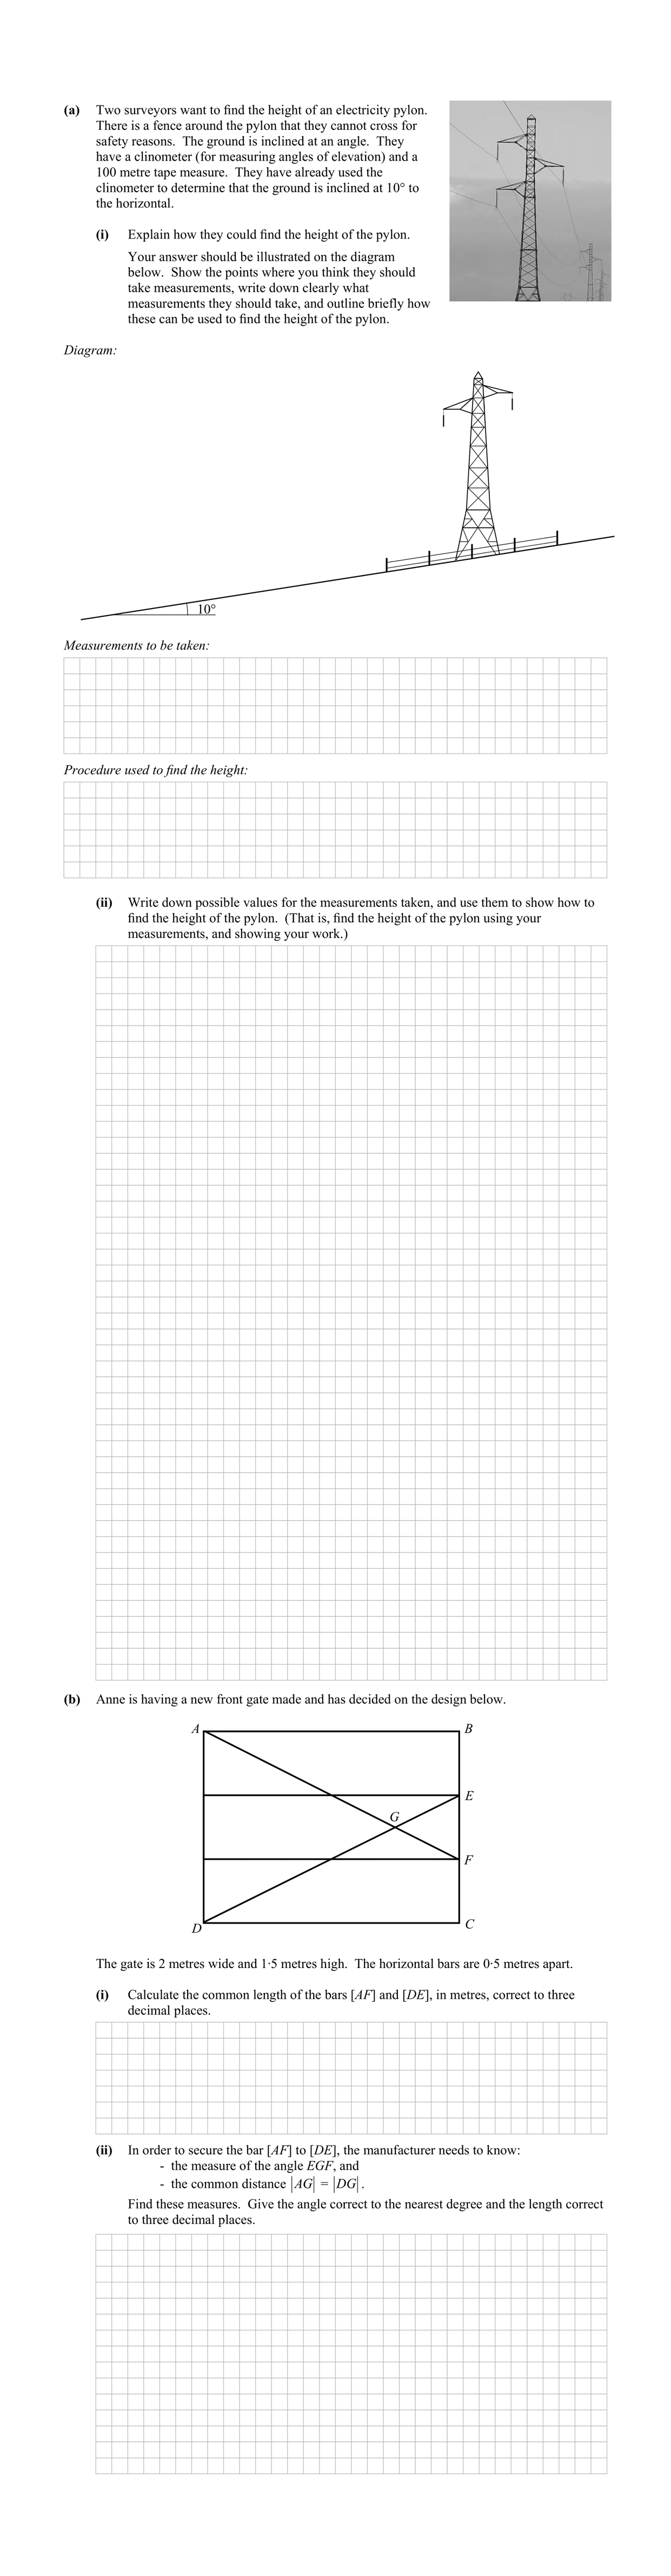 (a) Two surveyors want to find the height of an electricity pylon.
There is a fence around the pylon that they cannot cross for
safety reasons. The ground is inclined at an angle. They
have a clinometer (for measuring angles of elevation) and a
100 metre tape measure. They have already used the
clinometer to determine that the ground is inclined at 10° to
the horizontal.
(i) Explain how they could find the height of the pylon.
Your answer should be illustrated on the diagram
below. Show the points where you think they should
take measurements, write down clearly what
measurements they should take, and outline briefly how
these can be used to find the height of the pylon.
Diagram:
10°
Measurements to be taken:
Procedure used to find the height:
(ii) Write down possible values for the measurements taken, and use them to show how to
find the height of the pylon. (That is, find the height of the pylon using your
measurements, and showing your work.)
(b) Anne is having a new front gate made and has decided on the design below.
A B
E
G
F
D C
The gate is 2 metres wide and 1·5 metres high. The horizontal bars are 0·5 metres apart.
(i) Calculate the common length of the bars [AF] and [DE], in metres, correct to three
decimal places.
(ii) In order to secure the bar [AF] to [DE], the manufacturer needs to know:
- the measure of the angle EGF, and
- the common distance |AG| = |DG|.
Find these measures. Give the angle correct to the nearest degree and the length correct
to three decimal places.